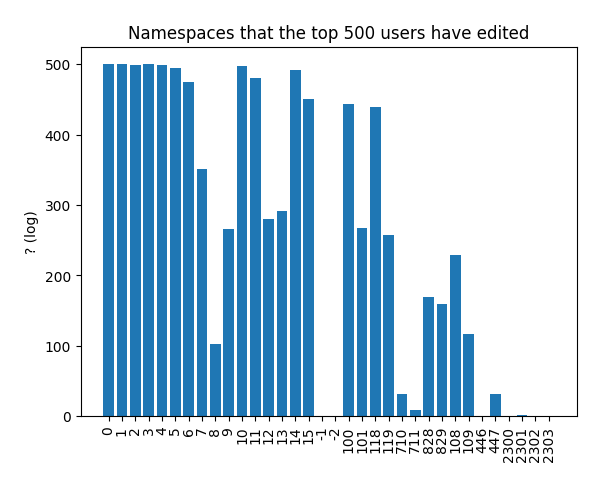 Namespaces that the top 500 users have edited
500
400
300
200
100
0
? (log)
0 1 2 3 4 5 6 7 8 9 10 11 12 13 14 15 -1 -2 100 101 118 119 710 711 828 829 108 109 446 447 2300 2301 2302 2303